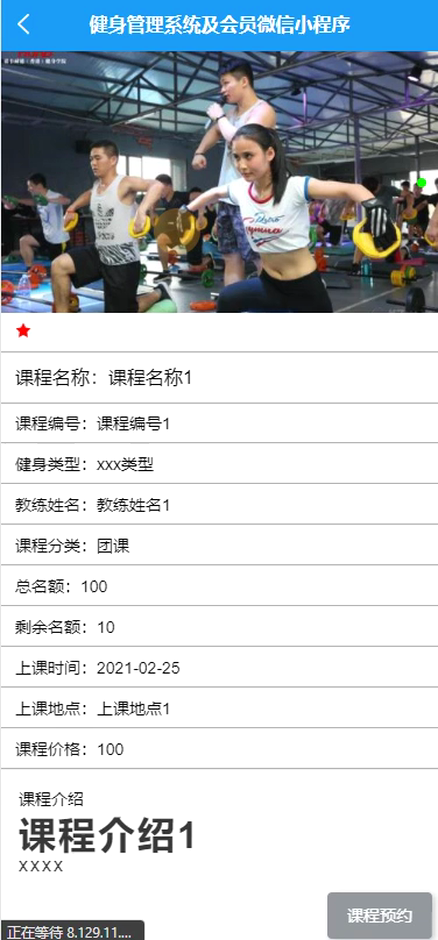 健身管理系统及会员微信小程序
课程名称：课程名称1
课程编号：课程编号1
健身类型：xxx类型
教练姓名：教练姓名1
课程分类：团课
总名额：100
剩余名额：10
上课时间：2021-02-25
上课地点：上课地点1
课程价格：100
课程介绍
课程介绍1
XXXX
课程预约
正在等待 8.129.11....